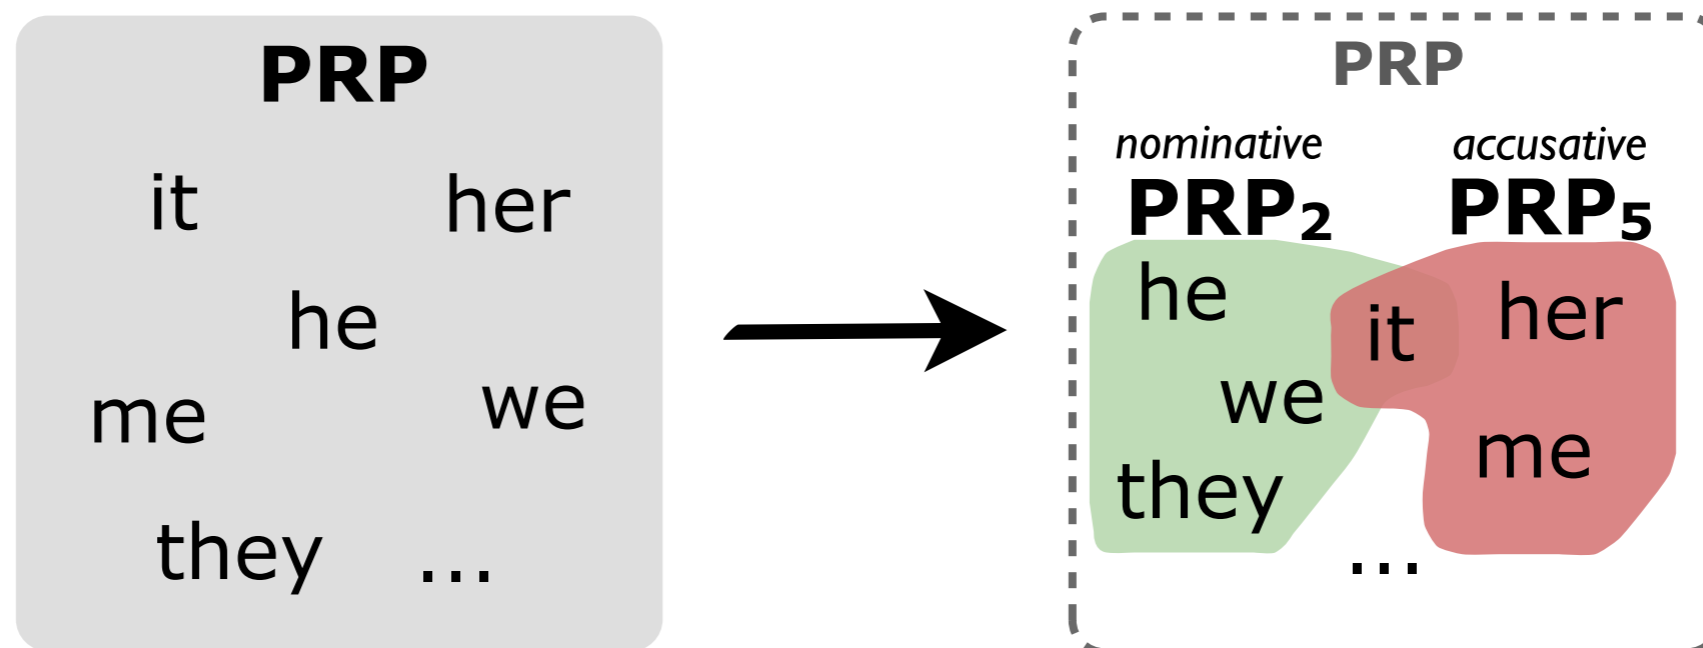 PRP
it her
he
me we
they ...
PRP
nominative accusative
PRP₂ PRP₅
he it her
we me
they
...